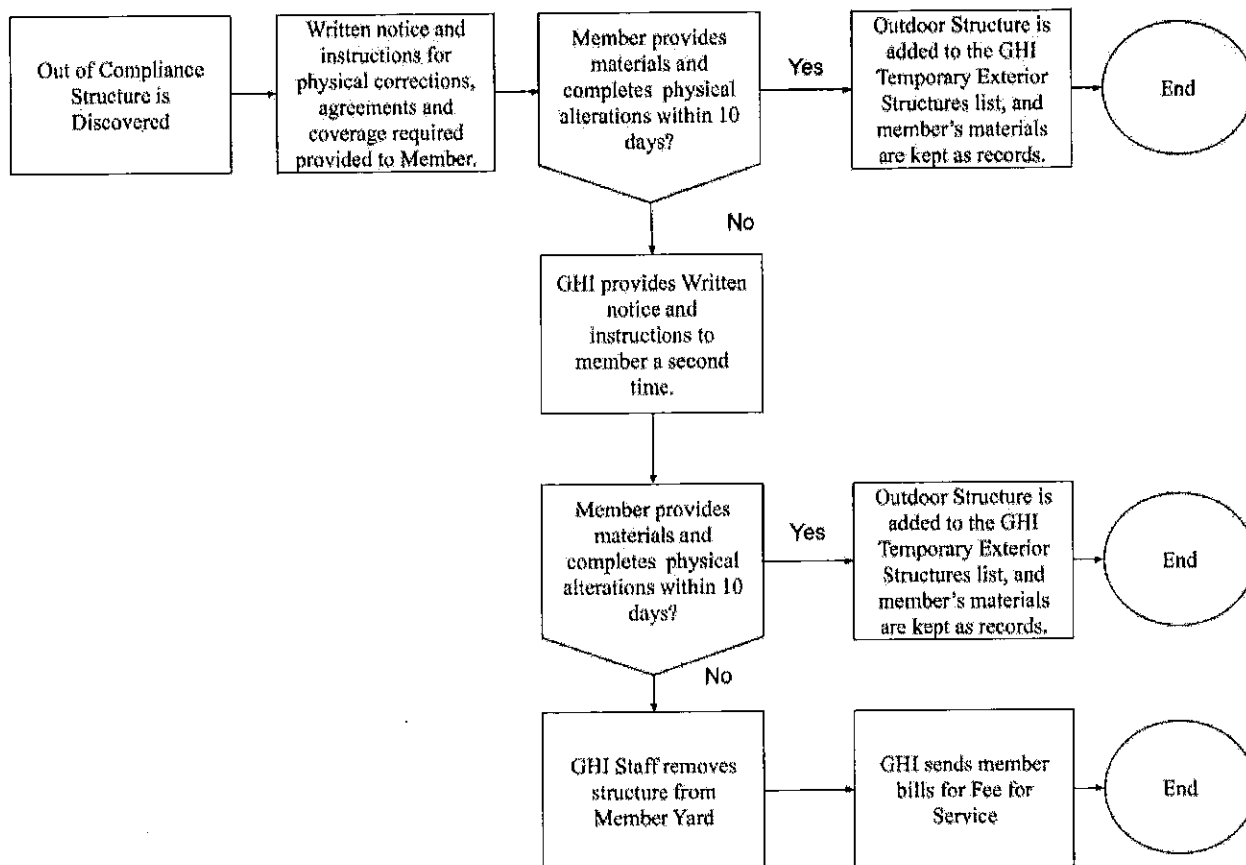 Out of Compliance
Structure is
Discovered
Written notice and
instructions for
physical corrections,
agreements and
coverage required
provided to Member.
Member provides
materials and
completes physical
alterations within 10
days?
Yes
Outdoor Structure is
added to the GHI
Temporary Exterior
Structures list, and
member's materials
are kept as records.
End
No
GHI provides Written
notice and
instructions to
member a second
time.
Member provides
materials and
completes physical
alterations within 10
days?
Yes
Outdoor Structure is
added to the GHI
Temporary Exterior
Structures list, and
member's materials
are kept as records.
End
No
GHI Staff removes
structure from
Member Yard
GHI sends member
bills for Fee for
Service
End